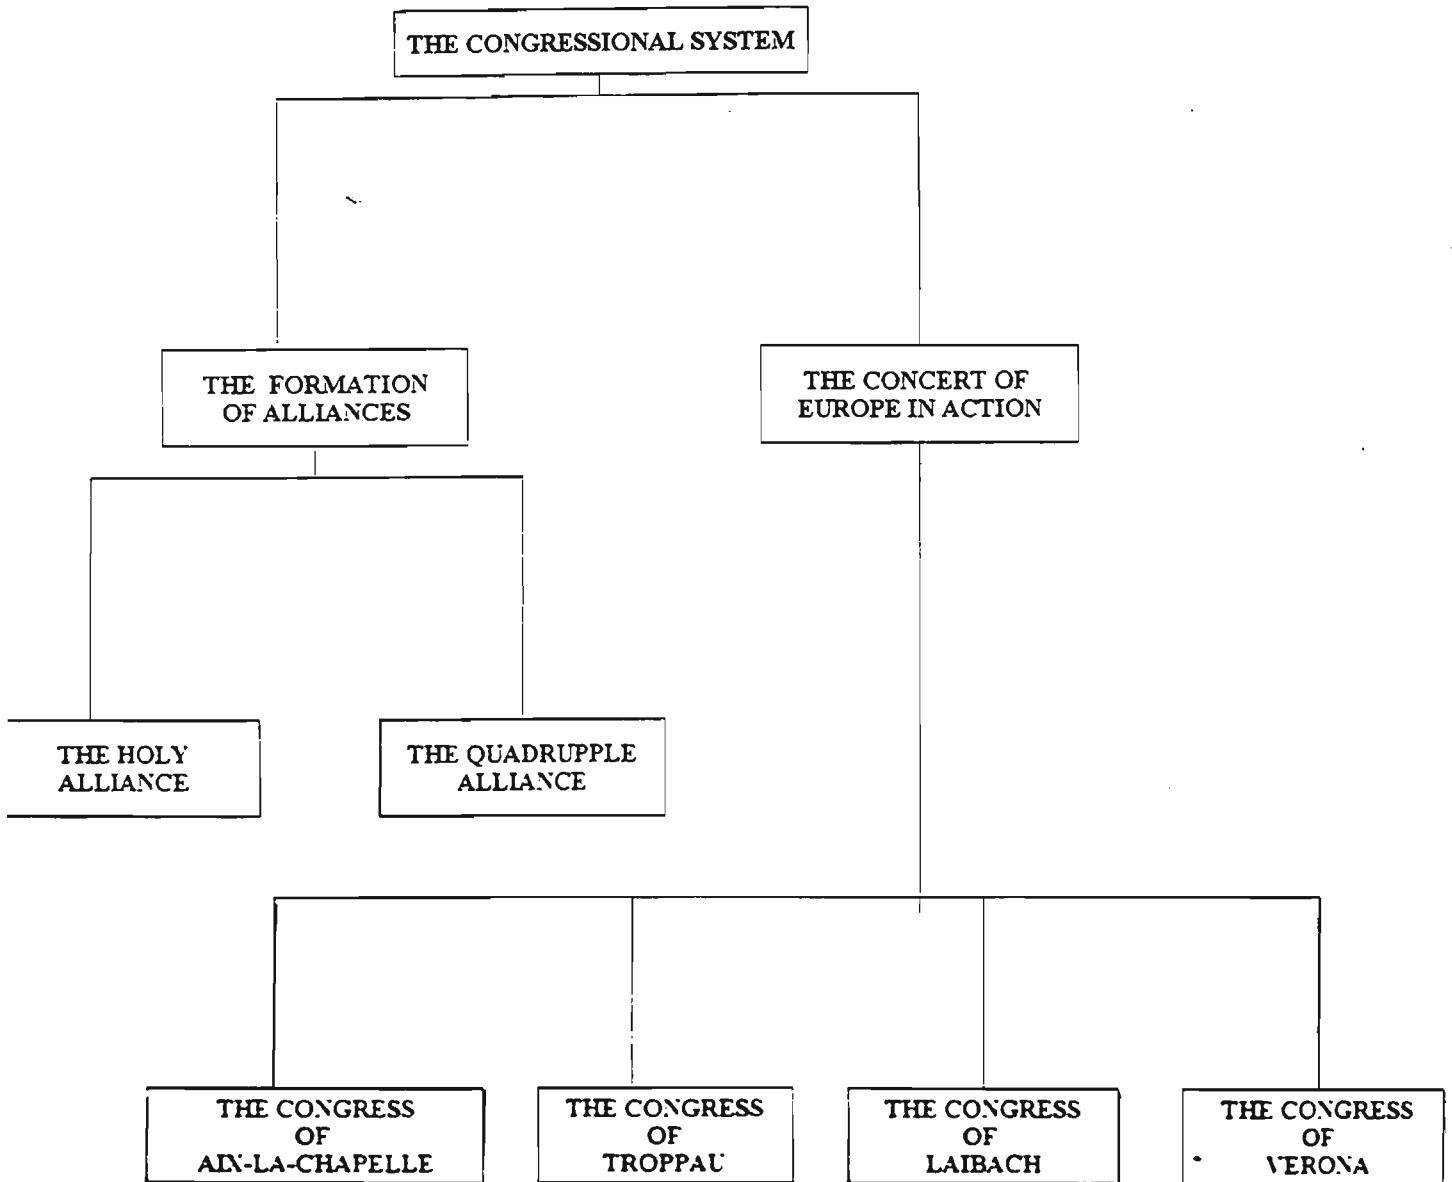 THE CONGRESSIONAL SYSTEM
THE FORMATION
OF ALLIANCES
THE CONCERT OF
EUROPE IN ACTION
THE HOLY
ALLIANCE
THE QUADRUPPLE
ALLIANCE
THE CONGRESS
OF
AIX-LA-CHAPELLE
THE CONGRESS
OF
TROPPAU
THE CONGRESS
OF
LAIBACH
THE CONGRESS
OF
VERONA